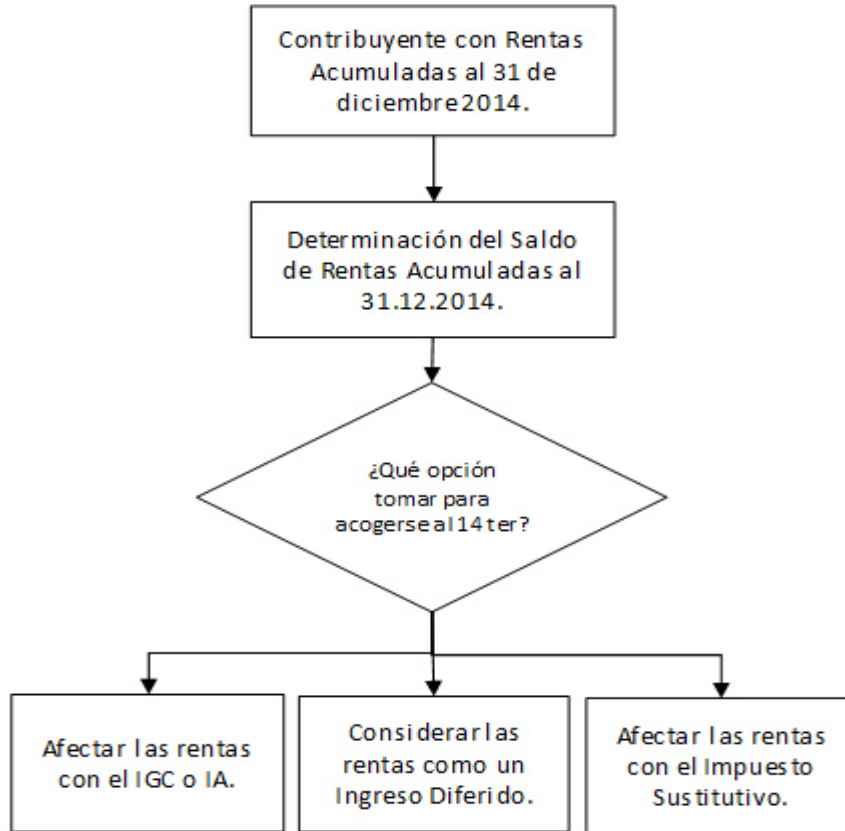 Contribuyente con Rentas
Acumuladas al 31 de
diciembre 2014.
Determinación del Saldo
de Rentas Acumuladas al
31.12.2014.
¿Qué opción
tomar para
acogerse al 14 ter?
Afectar las rentas
con el IGC o IA.
Considerar las
rentas como un
Ingreso Diferido.
Afectar las rentas
con el Impuesto
Sustitutivo.